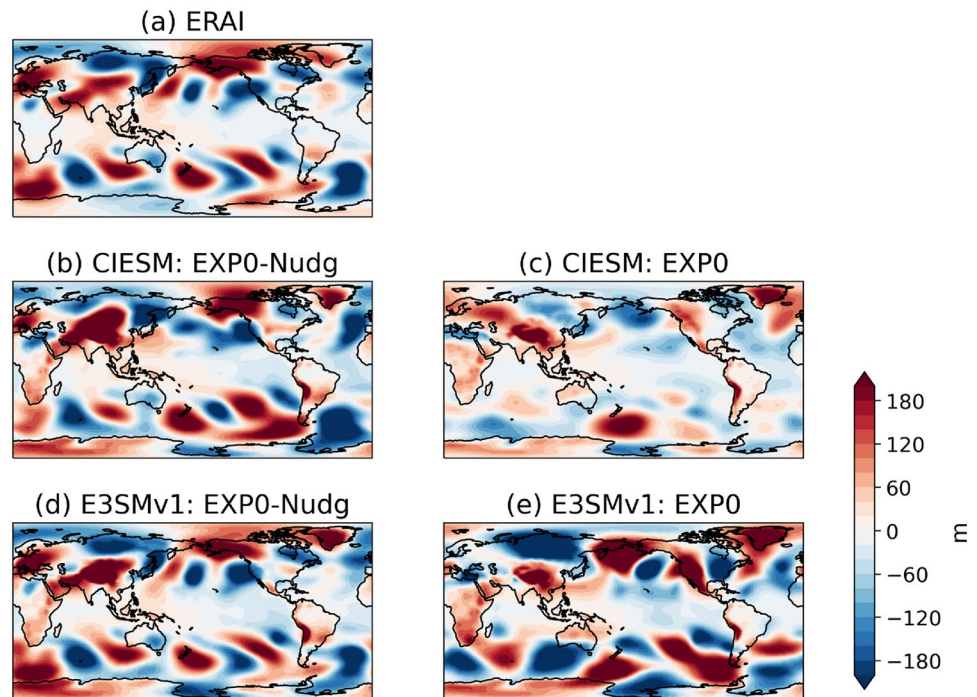 (a) ERAI
(b) CIESM: EXP0-Nudg
(c) CIESM: EXP0
(d) E3SMv1: EXP0-Nudg
(e) E3SMv1: EXP0
180
120
60
0
−60
−120
−180
m